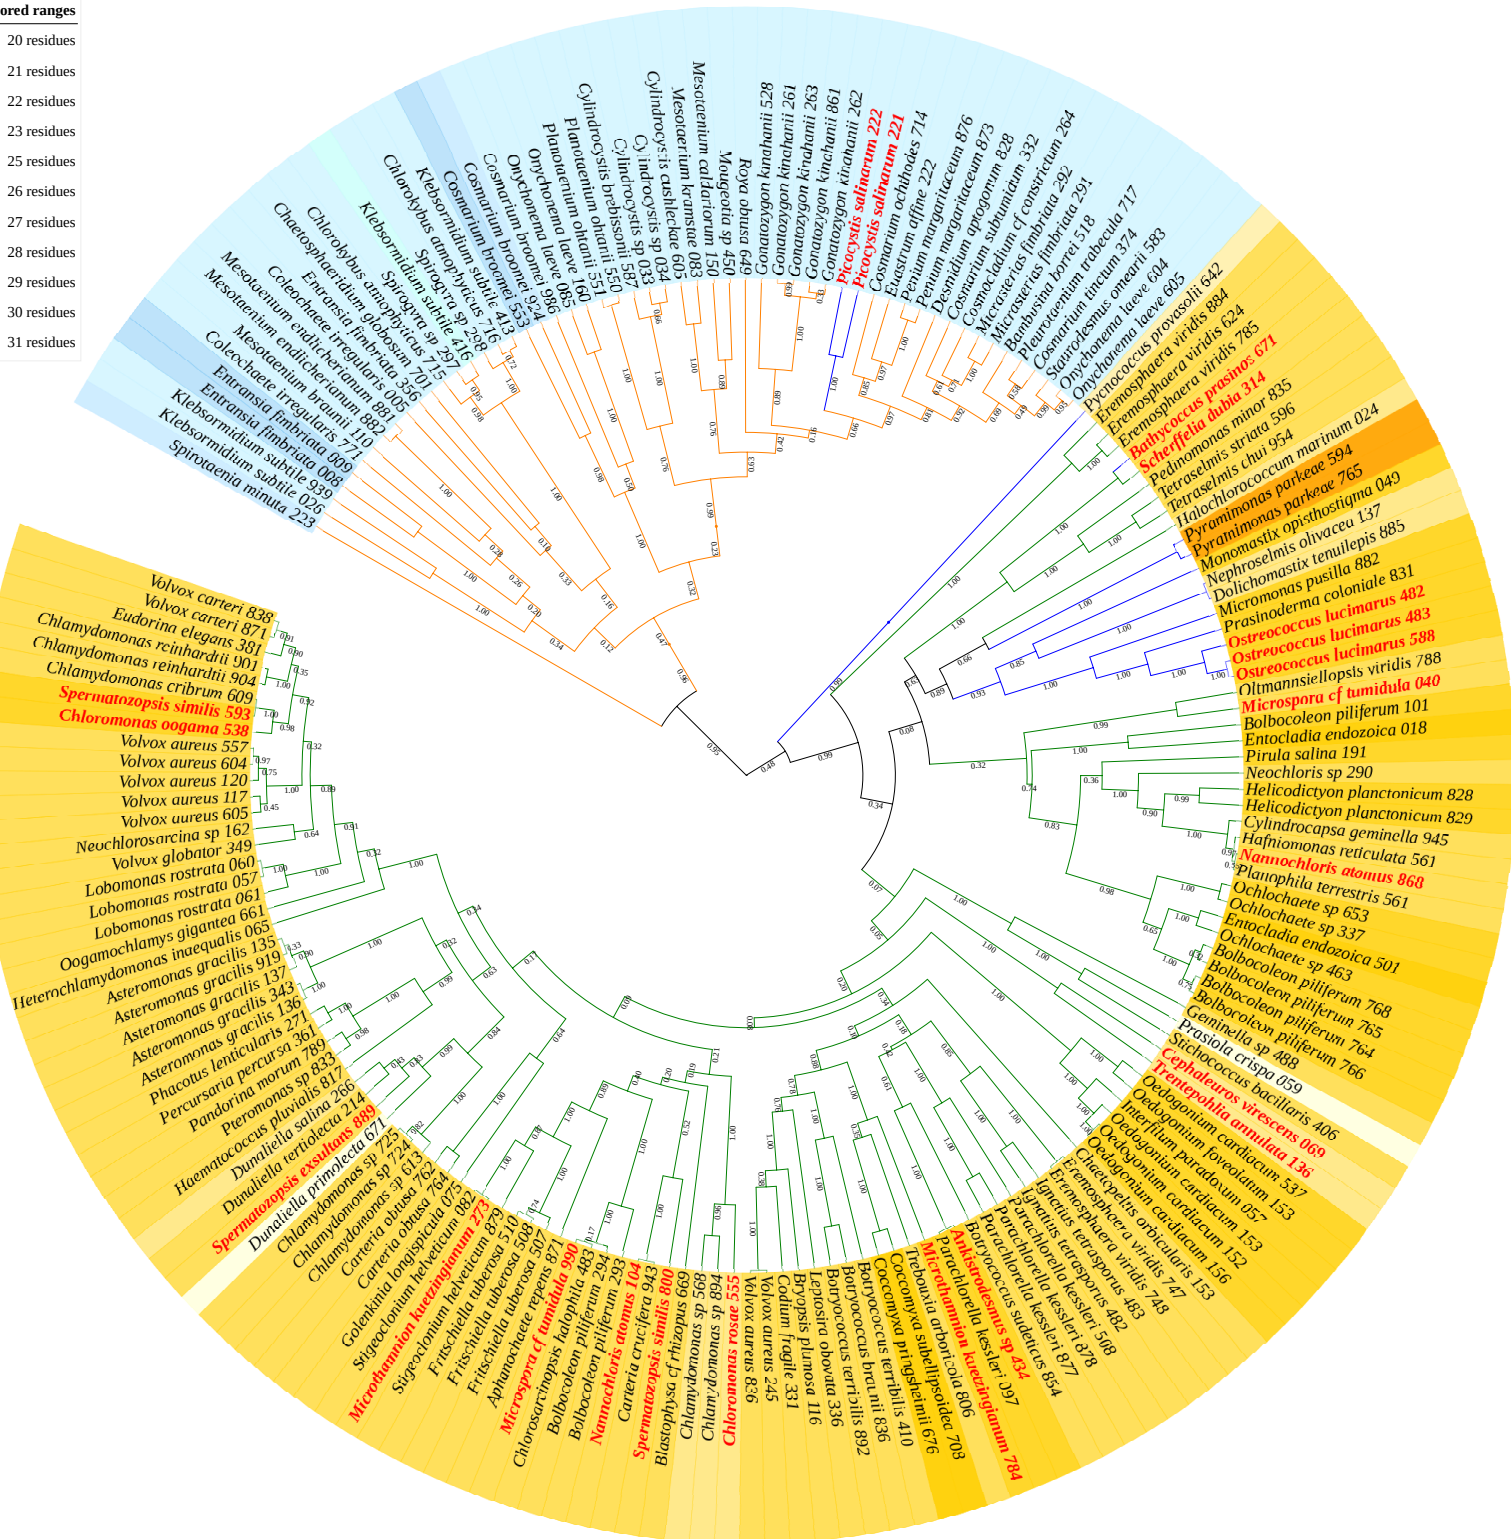 ored ranges
20 residues
21 residues
22 residues
23 residues
25 residues
26 residues
27 residues
28 residues
29 residues
30 residues
31 residues
Spirotaenia minuta 223
Klebsormidium subtile 026
Klebsormidium subtile 939
Entransia fimbriata 008
Entransia fimbriata 009
Coleochaete irregularis 771
Mesotaenium braunii 110
Mesotaenium endlicherianum 882
Mesotaenium endlicherianum 881
Coleochaete irregularis 005
Entransia fimbriata 356
Chaetosphaeridium globosum 701
Chlorobykus atmophyticus 715
Spirogyra sp 297
Spirogyra sp 298
Klebsormidium subtile 416
Chlorokybus atmophyticus 716
Klebsormidium subtile 413
Cosmarium broomei 553
Cosmarium broomei 924
Cosmarium broomei 986
Onychonema laeve 085
Onychonema laeve 160
Planotaenium ohtanii 551
Planotaenium ohtanii 550
Cylindrocystis brebissonii 587
Cylindrocystis sp 033
Cylindrocystis sp 034
Cylindrocystis cushleckae 605
Mesotaenium kramstae 083
Mesotaenium caldariorum 150
Mougeotia sp 450
Roya obusa 649
Gonatozygon kinahanii 528
Gonatozygon kinchanii 261
Gonatozygon kinahanii 263
Gonatozygon kinchanii 861
Gonatozygon kinahanii 262
Picocystis salinarum 222
Picocystis salinarum 221
Cosmarium ochthodes 714
Euastrum affine 222
Penium margaritaceum 876
Penium margaritaceum 873
Desmidium aptogonum 828
Cosmarium subtumidum 332
Cosmocladium cf constrictum 264
Micrasterias fimbriata 292
Micrasterias fimbriata 291
Bambusina borrei 518
Pleurotaenium trabecula 717
Cosmarium tinctum 374
Staurodesmus omearii 583
Onychonema laeve 604
Onychonema laeve 605
Pycnococcus provasolii 642
Eremosphaera viridis 884
Eremosphaera viridis 624
Eremosphaera viridis 785
Bathycoccus prasinos 671
Scherffelia dubia 314
Pedinomonas minor 835
Tetraselmis striata 596
Tetraselmis chui 954
Halochlorococcum marinum 024
Pyramimonas parkeae 594
Pyramimonas parkeae 765
Monomastix opisthostigma 049
Nephroselmis olivacea 137
Dolichomastix tenuilepis 885
Micromonas pusilla 882
Prasinoderma coloniale 831
Ostreococcus lucimarus 482
Ostreococcus lucimarus 483
Ostreococcus lucimarus 588
Oltmannsiellopsis viridis 788
Microspora cf tumidula 040
Bolbocoleon piliferum 101
Entocladia endozoica 018
Pirula salina 191
Neochloris sp 290
Helicodictyon planctonicum 828
Helicodictyon planctonicum 829
Cylindrocapsa geminella 945
Hafniomonas reticulata 561
Nannochloris atomus 868
Planophila terrestris 561
Ochlochaete sp 653
Ochlochaete sp 337
Entocladia endozoica 501
Ochlochaete sp 463
Bolbocoleon piliferum 768
Bolbocoleon piliferum 765
Bolbocoleon piliferum 764
Bolbocoleon piliferum 766
Geminella sp 488
Prasiola crispa 059
Stichococcus bacillaris 406
Cephaleuros virescens 069
Trentepohlia annulata 136
Oedogonium cardiacum 537
Oedogonium foveolatum 153
Interfilum paradoxum 057
Oedogonium cardiacum 153
Oedogonium cardiacum 152
Oedogonium cardiacum 156
Chaetopeltis orbicularis 153
Eremosphaera viridis 747
Eremosphaera viridis 748
Ignatius tetrasporus 483
Ignatius tetrasporus 482
Parachlorella kessleri 508
Parachlorella kessleri 878
Parachlorella kessleri 877
Botryococcus sudeticus 854
Parachlorella kessleri 097
Ankistrodesmus sp 434
Microthamnion kuetzingianum 784
Trebouxia arboricola 806
Coccomyxa subellipsoidea 708
Coccomyxa pringsheimii 676
Botryococcus terribilis 410
Botryococcus braunii 836
Botryococcus terribilis 892
Leptosira obovata 336
Bryopsis plumosa 116
Codium fragile 331
Volvox aureus 245
Volvox aureus 836
Chloromonas rosae 555
Chlamydomonas sp 894
Chlamydomonas sp 568
Blastophysa cf rhizopus 669
Spermatozopsis similis 800
Carteria crucifera 943
Nannochloris atomus 104
Bolbocoleon piliferum 293
Bolbocoleon piliferum 294
Chlorosarcinopsis halophila 483
Microspora cf tumidula 990
Aphanochaete repens 871
Fritschiella tuberosa 507
Fritschiella tuberosa 508
Fritschiella tuberosa 510
Stigeoclonium helveticum 879
Microthamnion kuetzingianum 273
Stigeoclonium helveticum 082
Golenkinia longispicula 075
Carteria obtusa 764
Carteria obtusa 762
Chlamydomonas sp 613
Chlamydomonas sp 724
Chlamydomonas sp 725
Dunaliella primolecta 671
Spermatozopsis exsultans 889
Dunaliella tertiolecta 214
Dunaliella salina 266
Haematococcus pluvialis 817
Pteromonas sp 833
Pandorina morum 789
Percursaria percursa 361
Phacotus lenticularis 271
Asteromonas gracilis 136
Asteromonas gracilis 343
Asteromonas gracilis 137
Asteromonas gracilis 919
Asteromonas gracilis 135
Heterochlamydomonas inaequalis 065
Oogamochlamys gigantea 661
Lobomonas rostrata 061
Lobomonas rostrata 057
Lobomonas rostrata 060
Volvox globator 349
Neochlorosarcina sp 162
Volvox aureus 605
Volvox aureus 117
Volvox aureus 120
Volvox aureus 604
Volvox aureus 557
Chloromonas oogama 538
Spermatozopsis similis 593
Chlamydomonas cribrum 609
Chlamydomonas reinhardtii 904
Chlamydomonas reinhardtii 901
Eudorina elegans 381
Volvox carteri 871
Volvox carteri 838